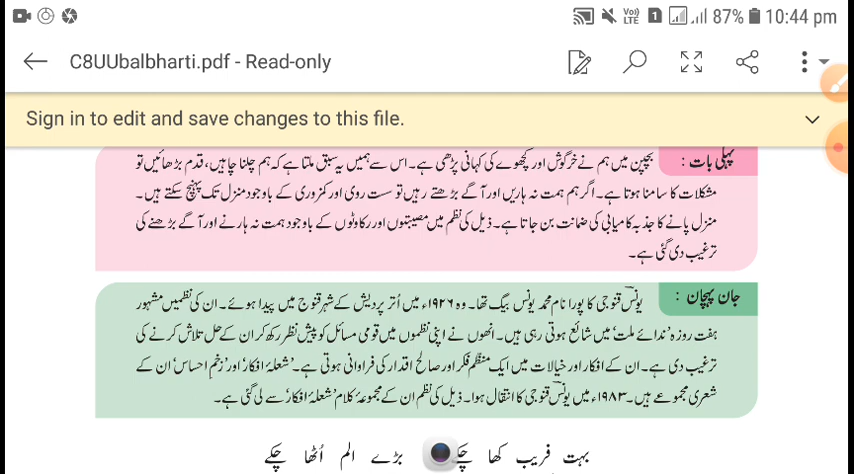 87% 10:44 pm
C8UUbalbharti.pdf - Read-only
Sign in to edit and save changes to this file.
پہلی بات : بچپن میں ہم نے خرگوش اور کچھوے کی کہانی پڑھی ہے۔ اس سے ہمیں یہ سبق ملتا ہے کہ ہم چلنا چاہیں، قدم بڑھائیں تو
مشکلات کا سامنا ہوتا ہے۔ اگر ہم ہمت نہ ہاریں اور آگے بڑھتے رہیں تو سست روی اور کمزوری کے باوجود منزل تک پہنچ سکتے ہیں۔
منزل پانے کا جذبہ کامیابی کی ضمانت بن جاتا ہے۔ ذیل کی نظم میں مصیبتوں اور رکاوٹوں کے باوجود ہمت نہ ہارنے اور آگے بڑھنے کی
ترغیب دی گئی ہے۔
جان پہچان : یونسؔ قنوجی کا پورا نام محمد یونس بیگ تھا۔ وہ ۱۹۲۶ء میں اُتر پردیش کے شہر قنوج میں پیدا ہوئے۔ ان کی نظمیں مشہور
ہفت روزہ ’ندائے ملت‘ میں شائع ہوتی رہی ہیں۔ انھوں نے اپنی نظموں میں قومی مسائل کو پیش نظر رکھ کر ان کے حل تلاش کرنے کی
ترغیب دی ہے۔ ان کے افکار اور خیالات میں ایک منظّم فکر اور صالح اقدار کی فراوانی ہوتی ہے۔ ’شعلۂ افکار‘ اور ’زخمِ احساس‘ ان کے
شعری مجموعے ہیں۔ ۱۹۸۳ء میں یونسؔ قنوجی کا انتقال ہوا۔ ذیل کی نظم ان کے مجموعۂ کلام ’شعلۂ افکار‘ سے لی گئی ہے۔
بہت فریب کھا چکے بڑے الم اُٹھا چکے